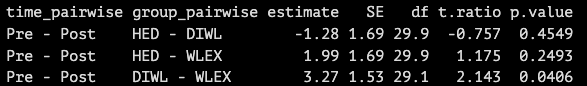 time_pairwise group_pairwise estimate SE df t.ratio p.value
Pre - Post HED - DIWL -1.28 1.69 29.9 -0.757 0.4549
Pre - Post HED - WLEX 1.99 1.69 29.9 1.175 0.2493
Pre - Post DIWL - WLEX 3.27 1.53 29.1 2.143 0.0406